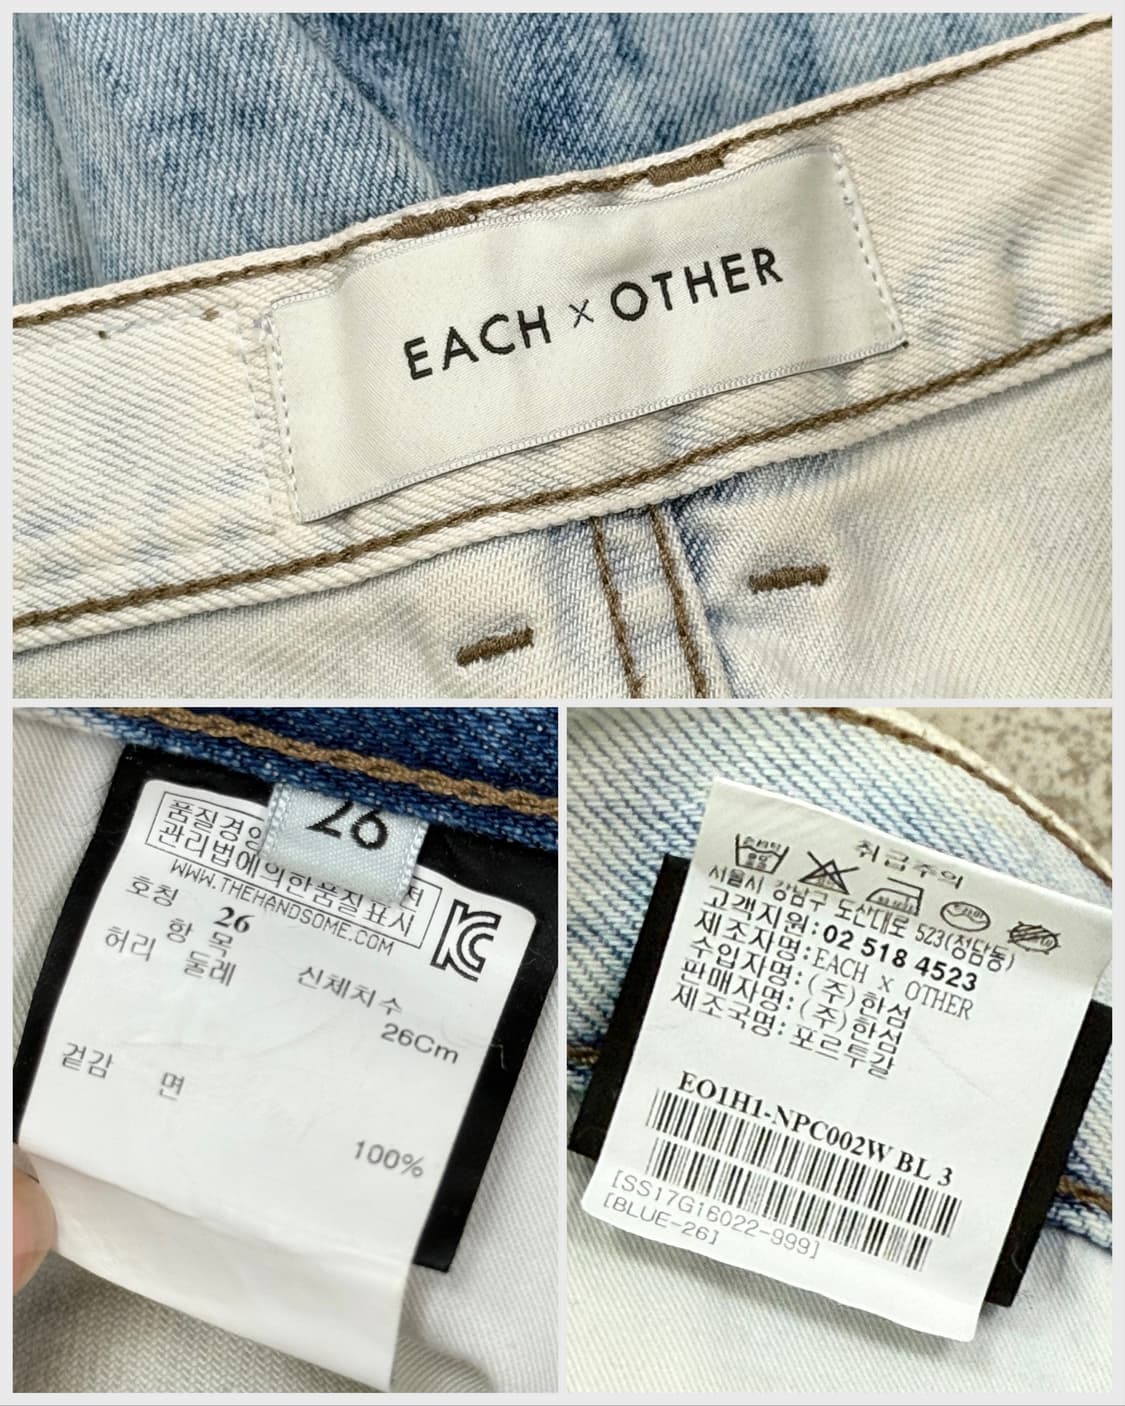 EACH x OTHER
26
품질경영
관리법에의한품질표시
WWW.THEHANDSOME.COM
호칭 26
항 목 신체치수
허리 둘레 26Cm
겉감 면 100%
취급주의
서울시 강남구 도산대로 523(청담동)
고객지원:02 518 4523
제조자명:EACH x OTHER
수입자명:(주)한섬
판매자명:(주)한섬
제조국명:포르투갈
EO1H1-NPC002W BL 3
[SS17G16022-999]
[BLUE-26]